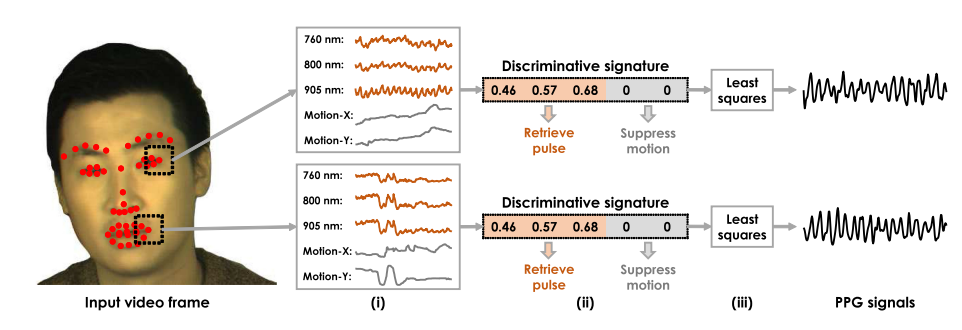 760 nm:
800 nm:
905 nm:
Motion-X:
Motion-Y:
Discriminative signature
0.46 0.57 0.68 0 0
Retrieve
pulse
Suppress
motion
Least
squares
760 nm:
800 nm:
905 nm:
Motion-X:
Motion-Y:
Discriminative signature
0.46 0.57 0.68 0 0
Retrieve
pulse
Suppress
motion
Least
squares
Input video frame
(i)
(ii)
(iii)
PPG signals